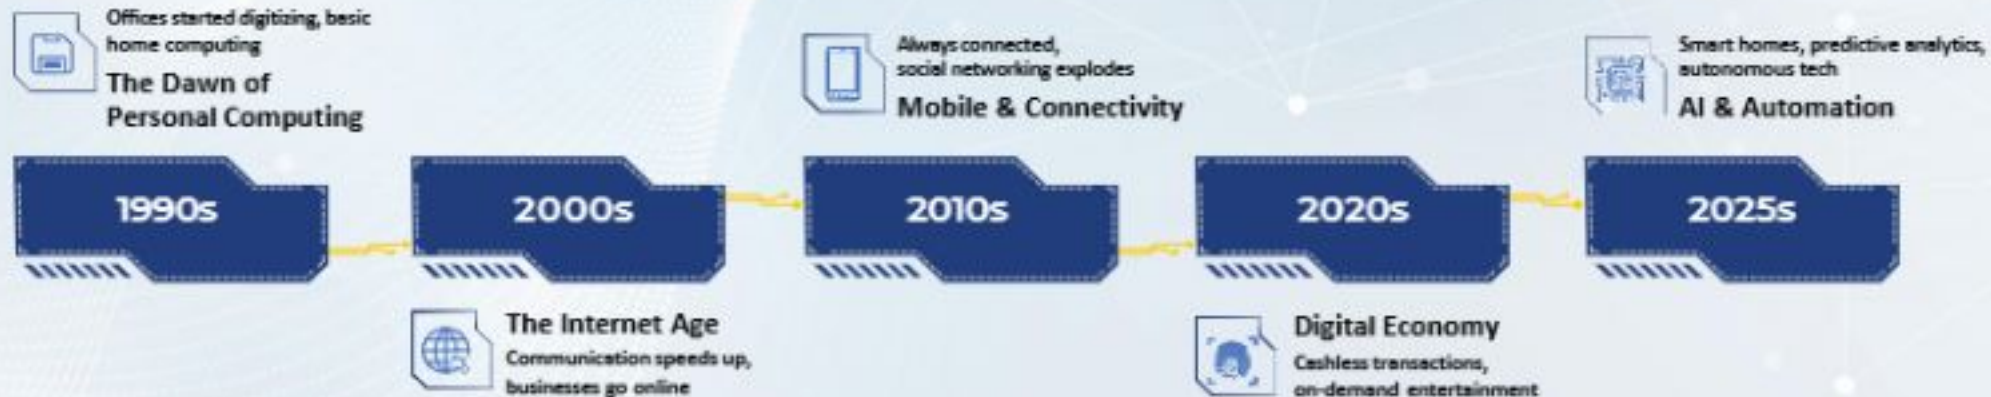 Offices started digitizing, basic
home computing
The Dawn of
Personal Computing
1990s
2000s
The Internet Age
Communication speeds up,
businesses go online
Always connected,
social networking explodes
Mobile & Connectivity
2010s
2020s
Digital Economy
Cashless transactions,
on-demand entertainment
Smart homes, predictive analytics,
autonomous tech
AI & Automation
2025s